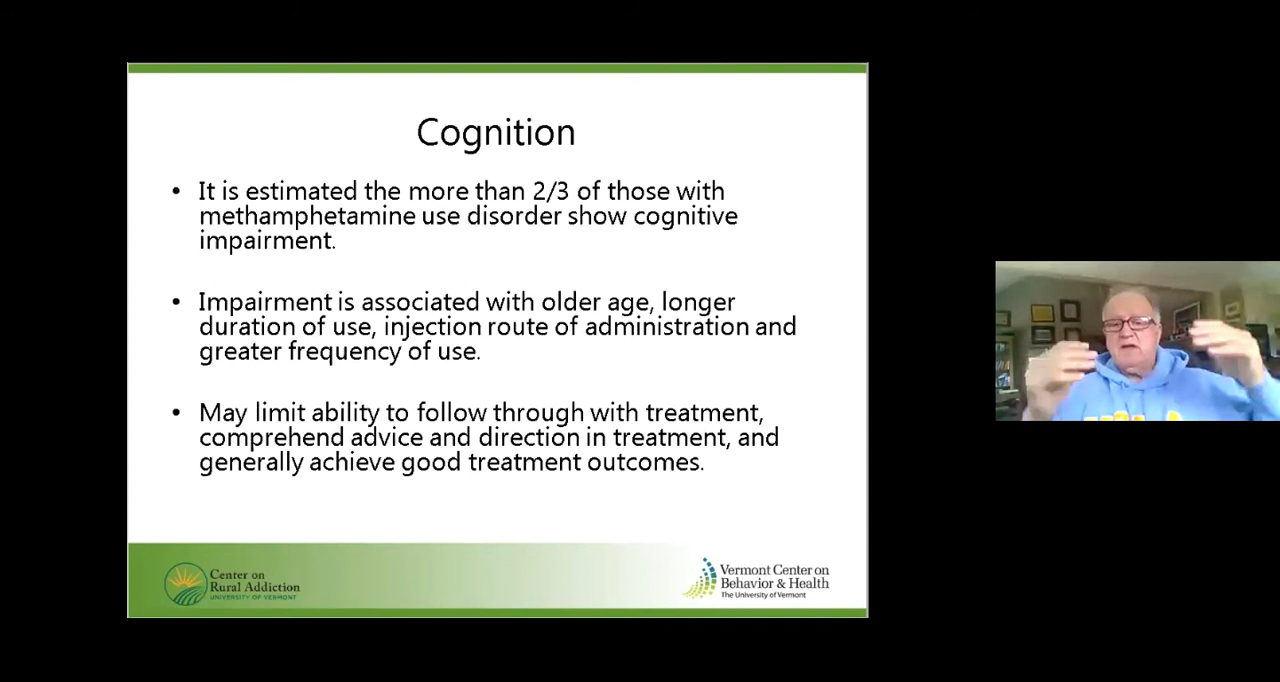 Cognition
• It is estimated the more than 2/3 of those with
methamphetamine use disorder show cognitive
impairment.
• Impairment is associated with older age, longer
duration of use, injection route of administration and
greater frequency of use.
• May limit ability to follow through with treatment,
comprehend advice and direction in treatment, and
generally achieve good treatment outcomes.
Center on
Rural Addiction
UNIVERSITY OF VERMONT
Vermont Center on
Behavior & Health
The University of Vermont